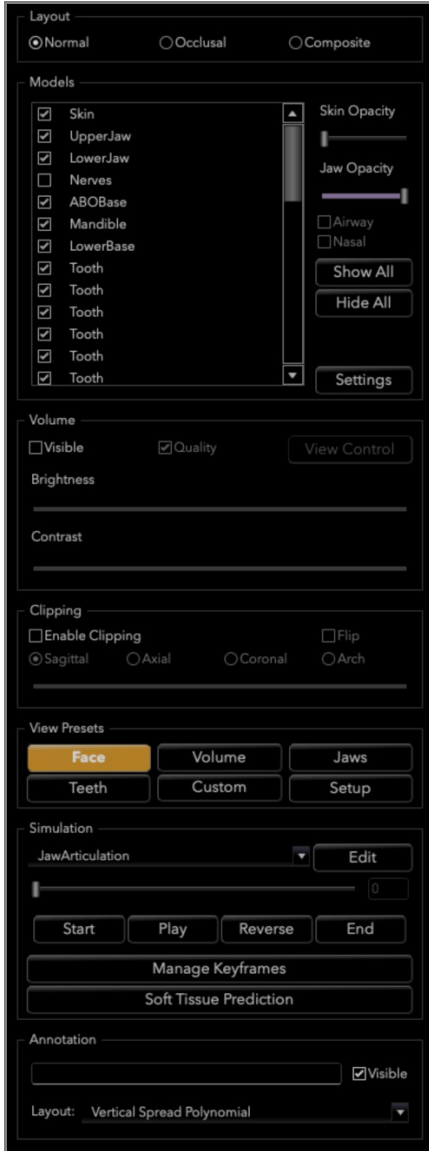 Layout
Normal Occlusal Composite
Models
Skin
UpperJaw
LowerJaw
Nerves
ABOBase
Mandible
LowerBase
Tooth
Tooth
Tooth
Tooth
Tooth
Tooth
Skin Opacity
Jaw Opacity
Airway
Nasal
Show All
Hide All
Settings
Volume
Visible Quality View Control
Brightness
Contrast
Clipping
Enable Clipping Flip
Sagittal Axial Coronal Arch
View Presets
Face Volume Jaws
Teeth Custom Setup
Simulation
JawArticulation Edit
0
Start Play Reverse End
Manage Keyframes
Soft Tissue Prediction
Annotation
Visible
Layout: Vertical Spread Polynomial